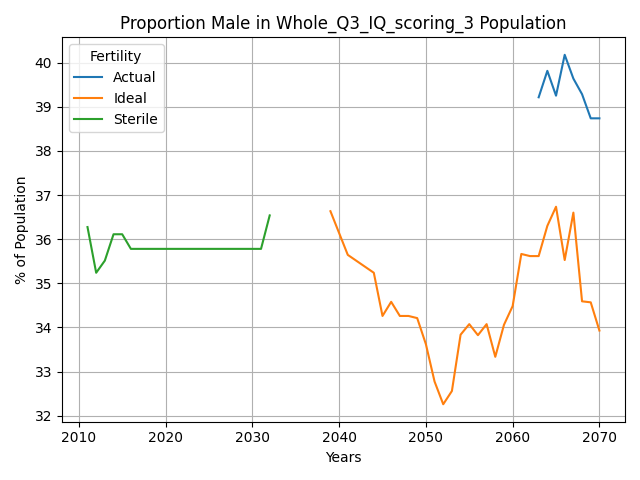 Proportion Male in Whole_Q3_IQ_scoring_3 Population
Fertility
Actual
Ideal
Sterile
40
39
38
37
36
35
34
33
32
% of Population
2010
2020
2030
2040
2050
2060
2070
Years